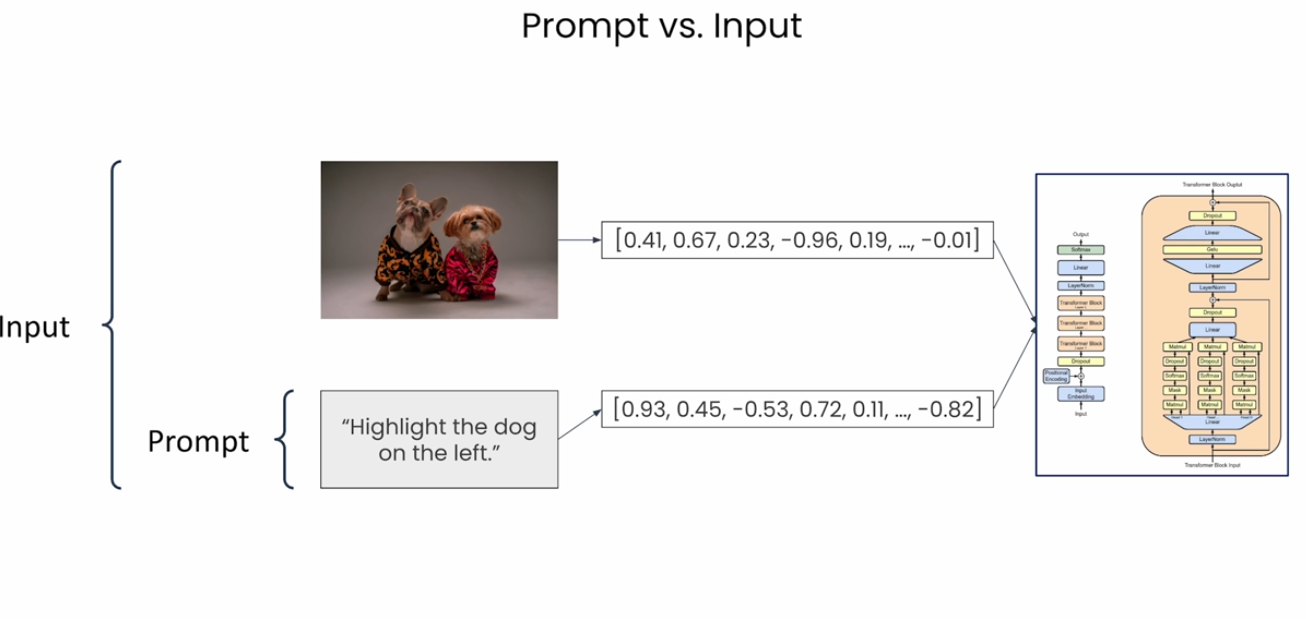 Prompt vs. Input
Input
Prompt
“Highlight the dog
on the left.”
[0.41, 0.67, 0.23, −0.96, 0.19, ..., −0.01]
[0.93, 0.45, −0.53, 0.72, 0.11, ..., −0.82]
Output
Softmax
Linear
LayerNorm
Transformer Block
Transformer Block
Transformer Block
Dropout
Positional
Encoding
Input
Embedding
Input
Transformer Block Output
Dropout
Linear
Gelu
Linear
LayerNorm
Dropout
Linear
Matmul Matmul Matmul
Dropout Dropout Dropout
Softmax Softmax Softmax
Mask Mask Mask
Matmul Matmul Matmul
Linear
LayerNorm
Transformer Block Input